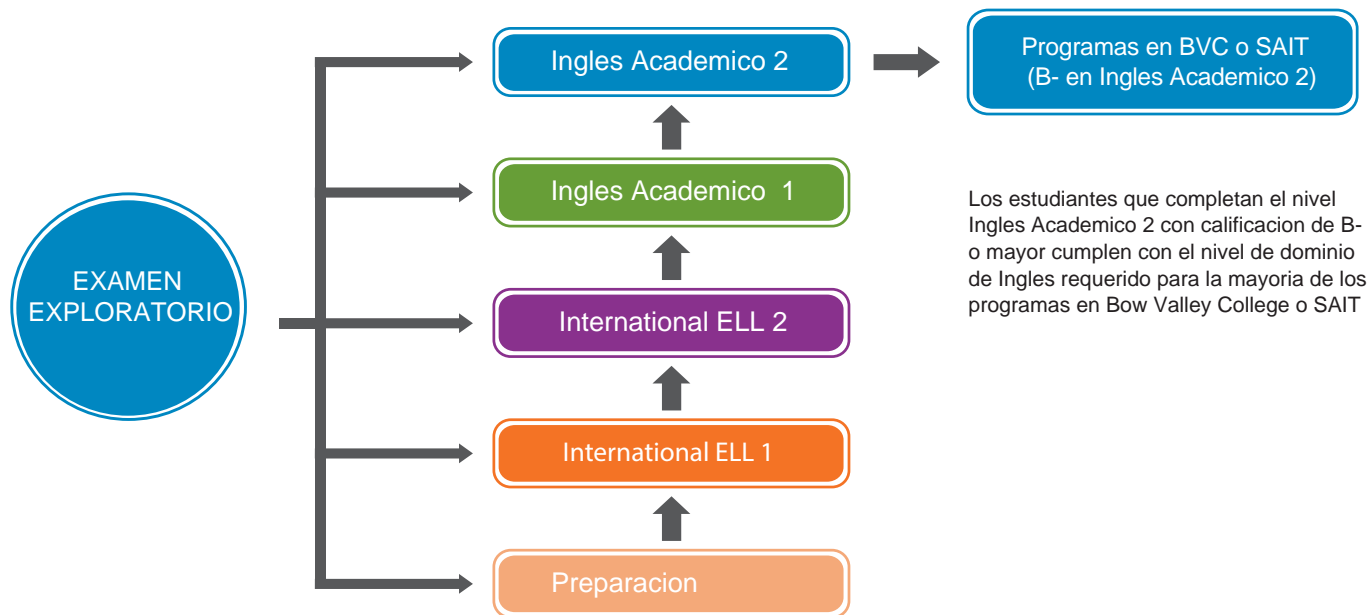 Ingles Academico 2
Programas en BVC o SAIT
(B- en Ingles Academico 2)
Ingles Academico 1
Los estudiantes que completan el nivel
Ingles Academico 2 con calificacion de B-
o mayor cumplen con el nivel de dominio
de Ingles requerido para la mayoria de los
programas en Bow Valley College o SAIT
EXAMEN
EXPLORATORIO
International ELL 2
International ELL 1
Preparacion